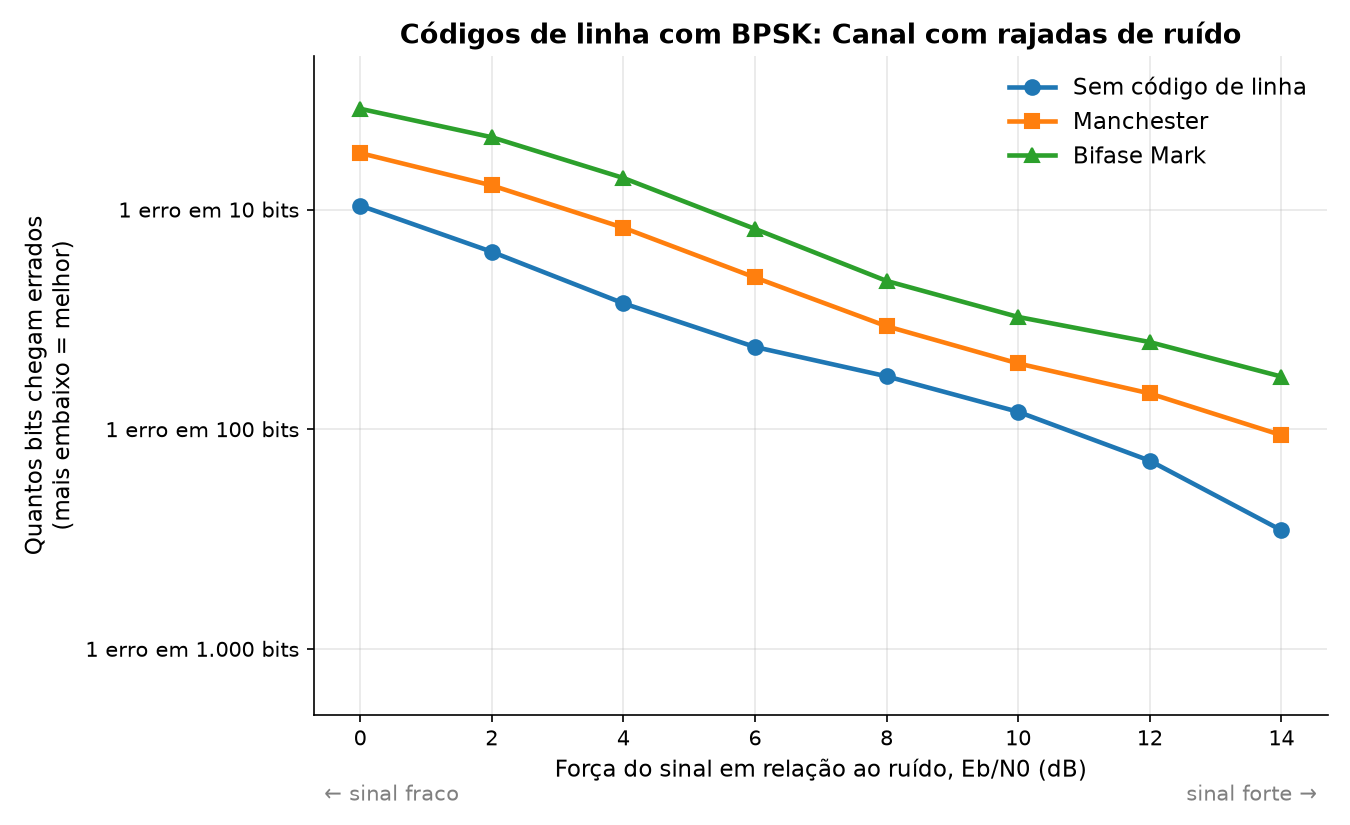 Códigos de linha com BPSK: Canal com rajadas de ruído
Sem código de linha
Manchester
Bifase Mark
Quantos bits chegam errados
(mais embaixo = melhor)
1 erro em 10 bits
1 erro em 100 bits
1 erro em 1.000 bits
0 2 4 6 8 10 12 14
Força do sinal em relação ao ruído, Eb/N0 (dB)
← sinal fraco
sinal forte →